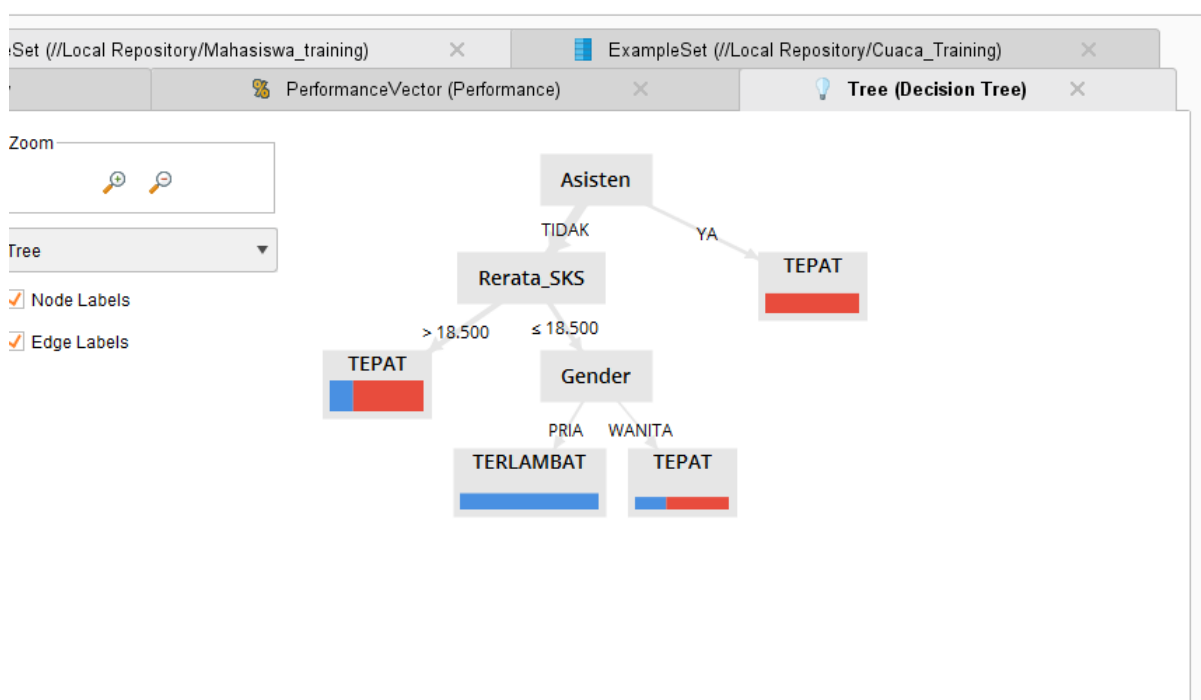 eSet (//Local Repository/Mahasiswa_training)
ExampleSet (//Local Repository/Cuaca_Training)
PerformanceVector (Performance)
Tree (Decision Tree)
Zoom
Tree
Node Labels
Edge Labels
Asisten
TIDAK
YA
Rerata_SKS
TEPAT
> 18.500
≤ 18.500
TEPAT
Gender
PRIA
WANITA
TERLAMBAT
TEPAT